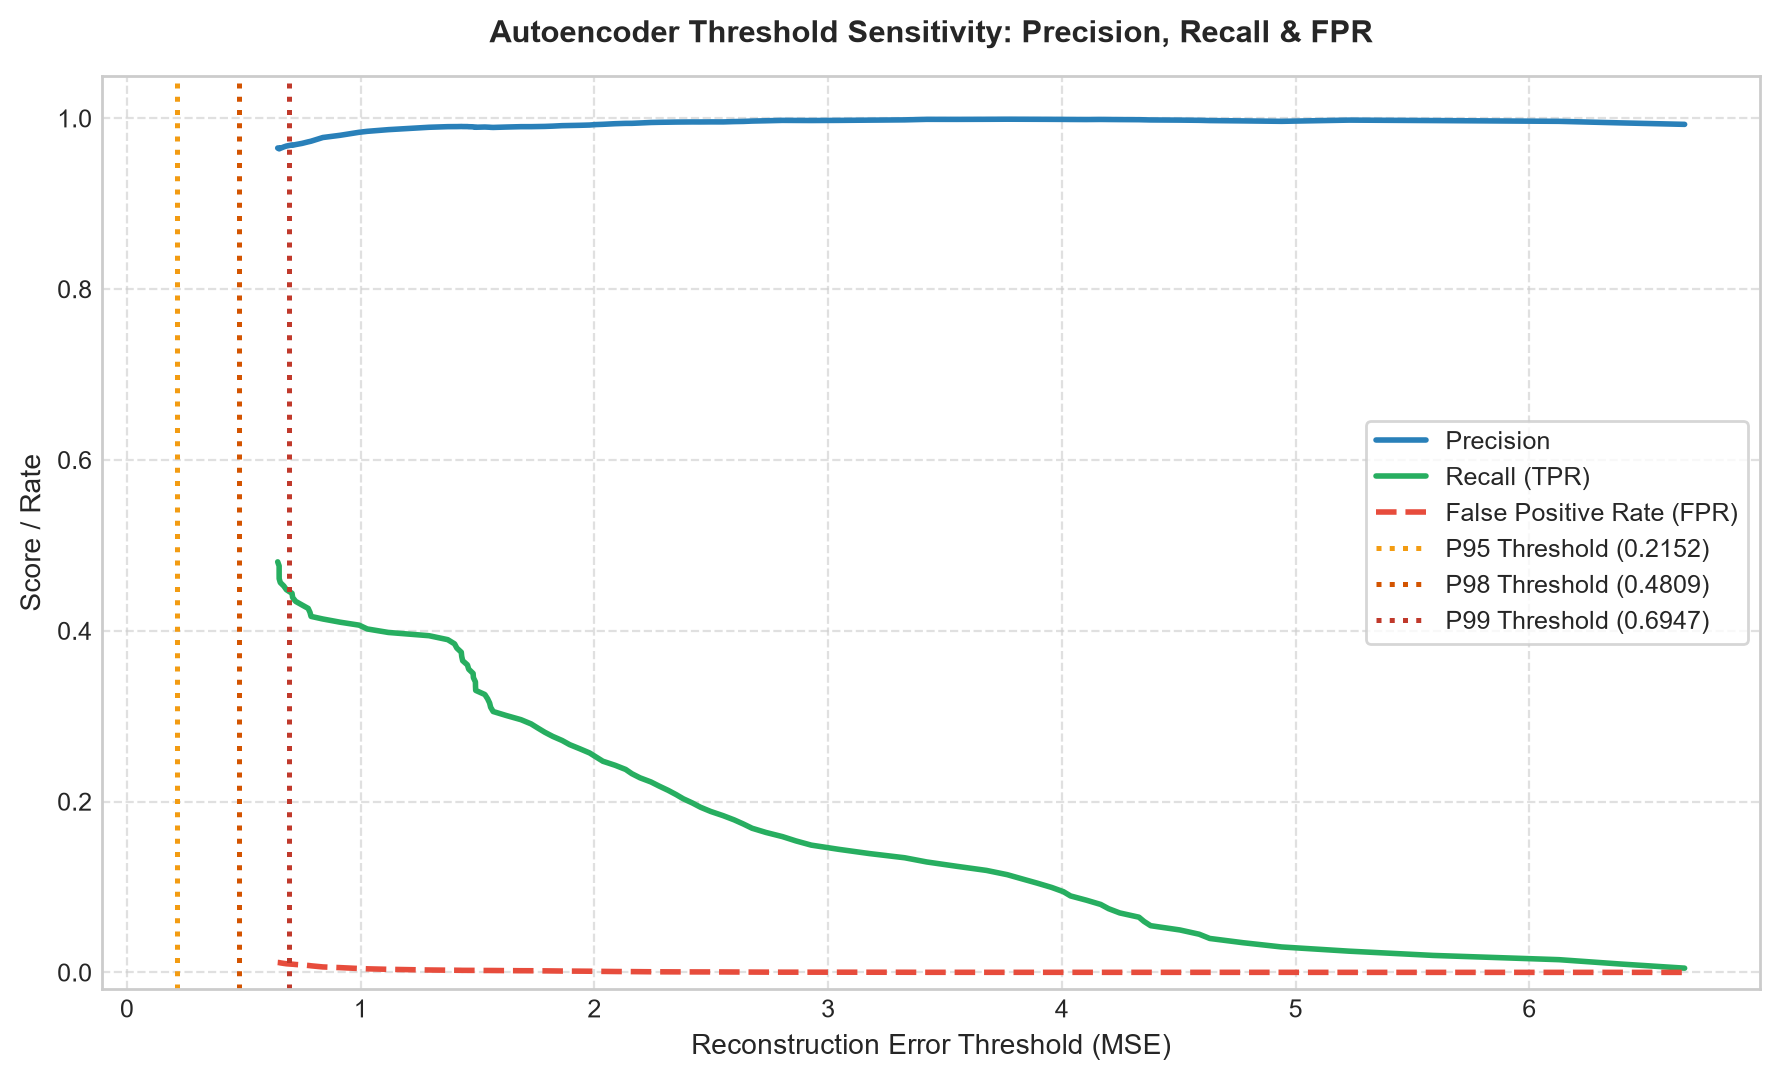 Autoencoder Threshold Sensitivity: Precision, Recall & FPR
Score / Rate
1.0
0.8
0.6
0.4
0.2
0.0
Precision
Recall (TPR)
False Positive Rate (FPR)
P95 Threshold (0.2152)
P98 Threshold (0.4809)
P99 Threshold (0.6947)
0 1 2 3 4 5 6
Reconstruction Error Threshold (MSE)